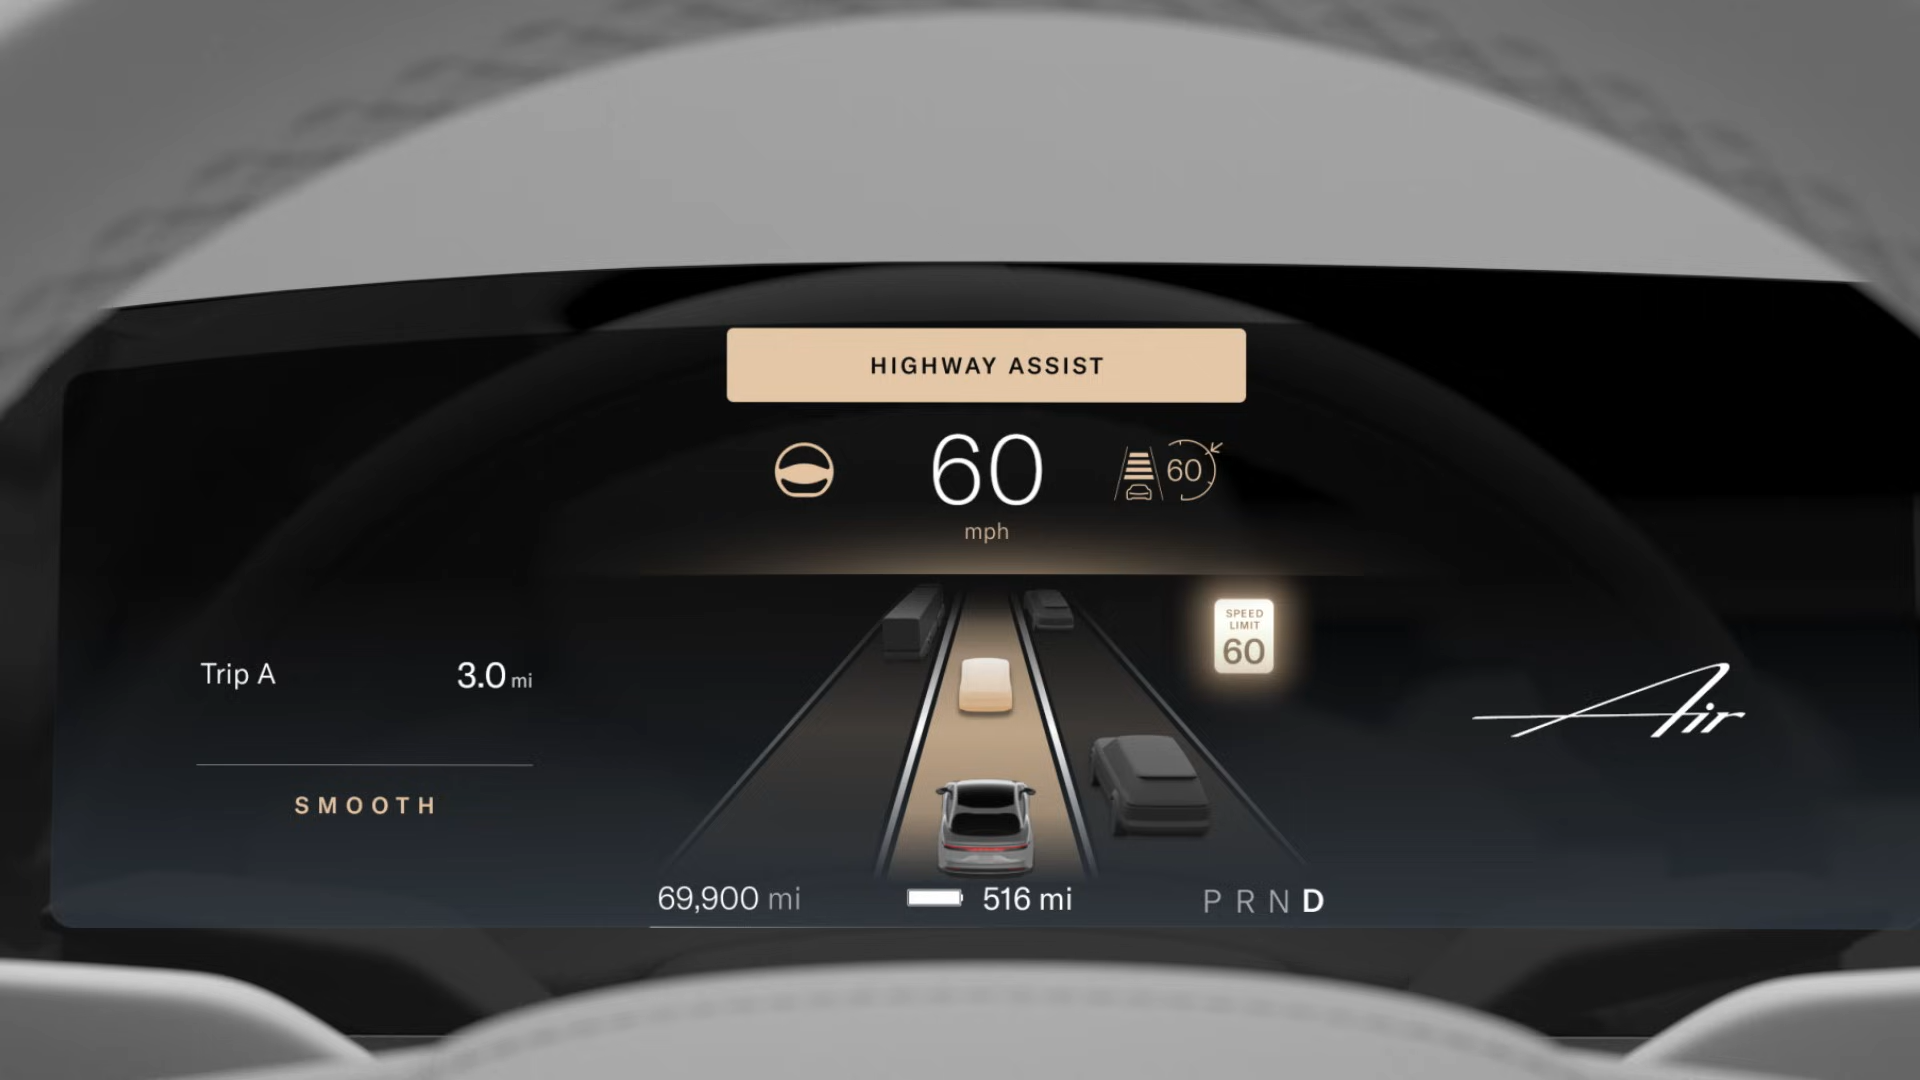 HIGHWAY ASSIST
60
mph
60
SPEED
LIMIT
60
Trip A 3.0 mi
Air
SMOOTH
69,900 mi 516 mi P R N D